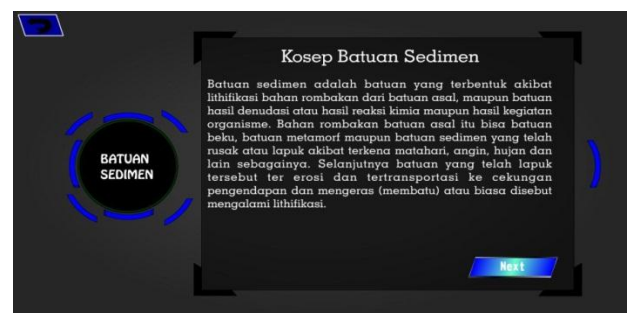 Kosep Batuan Sedimen
Batuan sedimen adalah batuan yang terbentuk akibat
lithifikasi bahan rombakan dari batuan asal, maupun batuan
hasil denudasi atau hasil reaksi kimia maupun hasil kegiatan
organisme. Bahan rombakan batuan asal itu bisa batuan
beku, batuan metamorf maupun batuan sedimen yang telah
rusak atau lapuk akibat terkena matahari, angin, hujan dan
lain sebagainya. Selanjutnya batuan yang telah lapuk
tersebut ter erosi dan tertransportasi ke cekungan
pengendapan dan mengeras (membatu) atau biasa disebut
mengalami lithifikasi.
BATUAN
SEDIMEN
Next